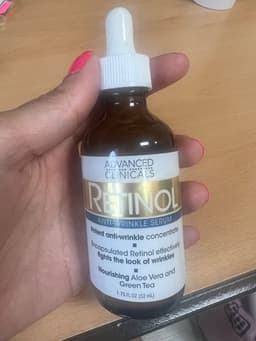 ADVANCED
CLINICALS
RETINOL
ANTI-WRINKLE SERUM
Potent anti-wrinkle concentrate
Encapsulated Retinol effectively
fights the look of wrinkles
Nourishing Aloe Vera and
Green Tea
1.75 FL OZ (52 mL)